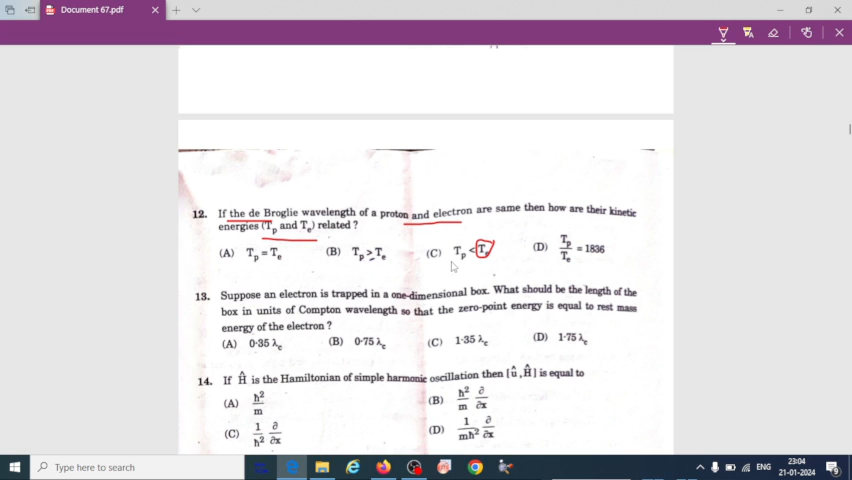 Document 67.pdf
12. If the de Broglie wavelength of a proton and electron are same then how are their kinetic
energies (Tp and Te) related ?
(A) Tp = Te (B) Tp > Te (C) Tp < Te (D) Tp/Te = 1836
13. Suppose an electron is trapped in a one-dimensional box. What should be the length of the
box in units of Compton wavelength so that the zero-point energy is equal to rest mass
energy of the electron ?
(A) 0·35 λc (B) 0·75 λc (C) 1·35 λc (D) 1·75 λc
14. If Ĥ is the Hamiltonian of simple harmonic oscillation then [û, Ĥ] is equal to
(A) ħ²/m (B) ħ²/m ∂/∂x
(C) 1/ħ² ∂/∂x (D) 1/mħ² ∂/∂x
Type here to search
ENG
23:04
21-01-2024